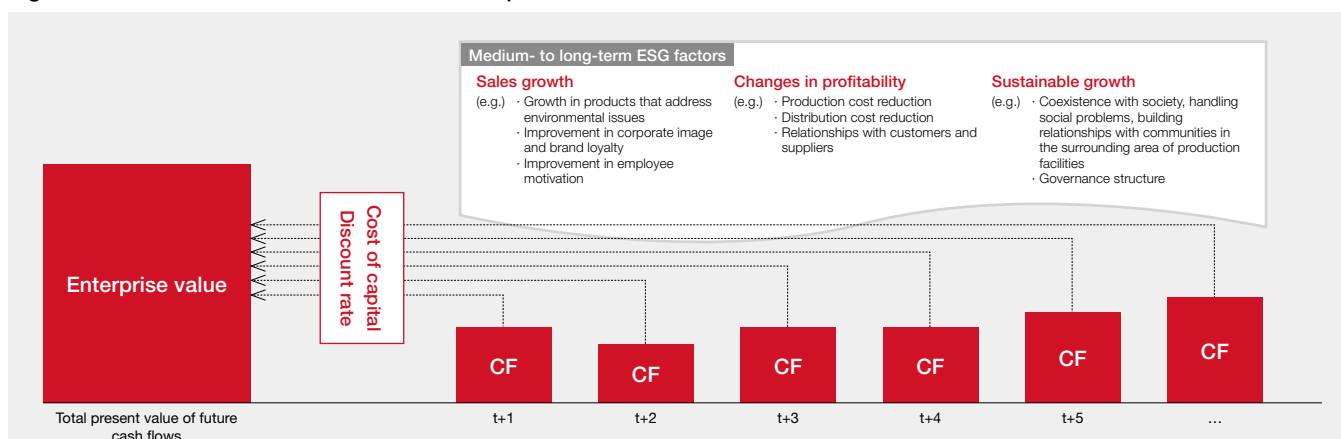 Medium- to long-term ESG factors
Sales growth
(e.g.) · Growth in products that address
environmental issues
· Improvement in corporate image
and brand loyalty
· Improvement in employee
motivation
Changes in profitability
(e.g.) · Production cost reduction
· Distribution cost reduction
· Relationships with customers and
suppliers
Sustainable growth
(e.g.) · Coexistence with society, handling
social problems, building
relationships with communities in
the surrounding area of production
facilities
· Governance structure
Enterprise value
Cost of capital
Discount rate
CF
CF
CF
CF
CF
CF
Total present value of future
cash flows
t+1
t+2
t+3
t+4
t+5
...